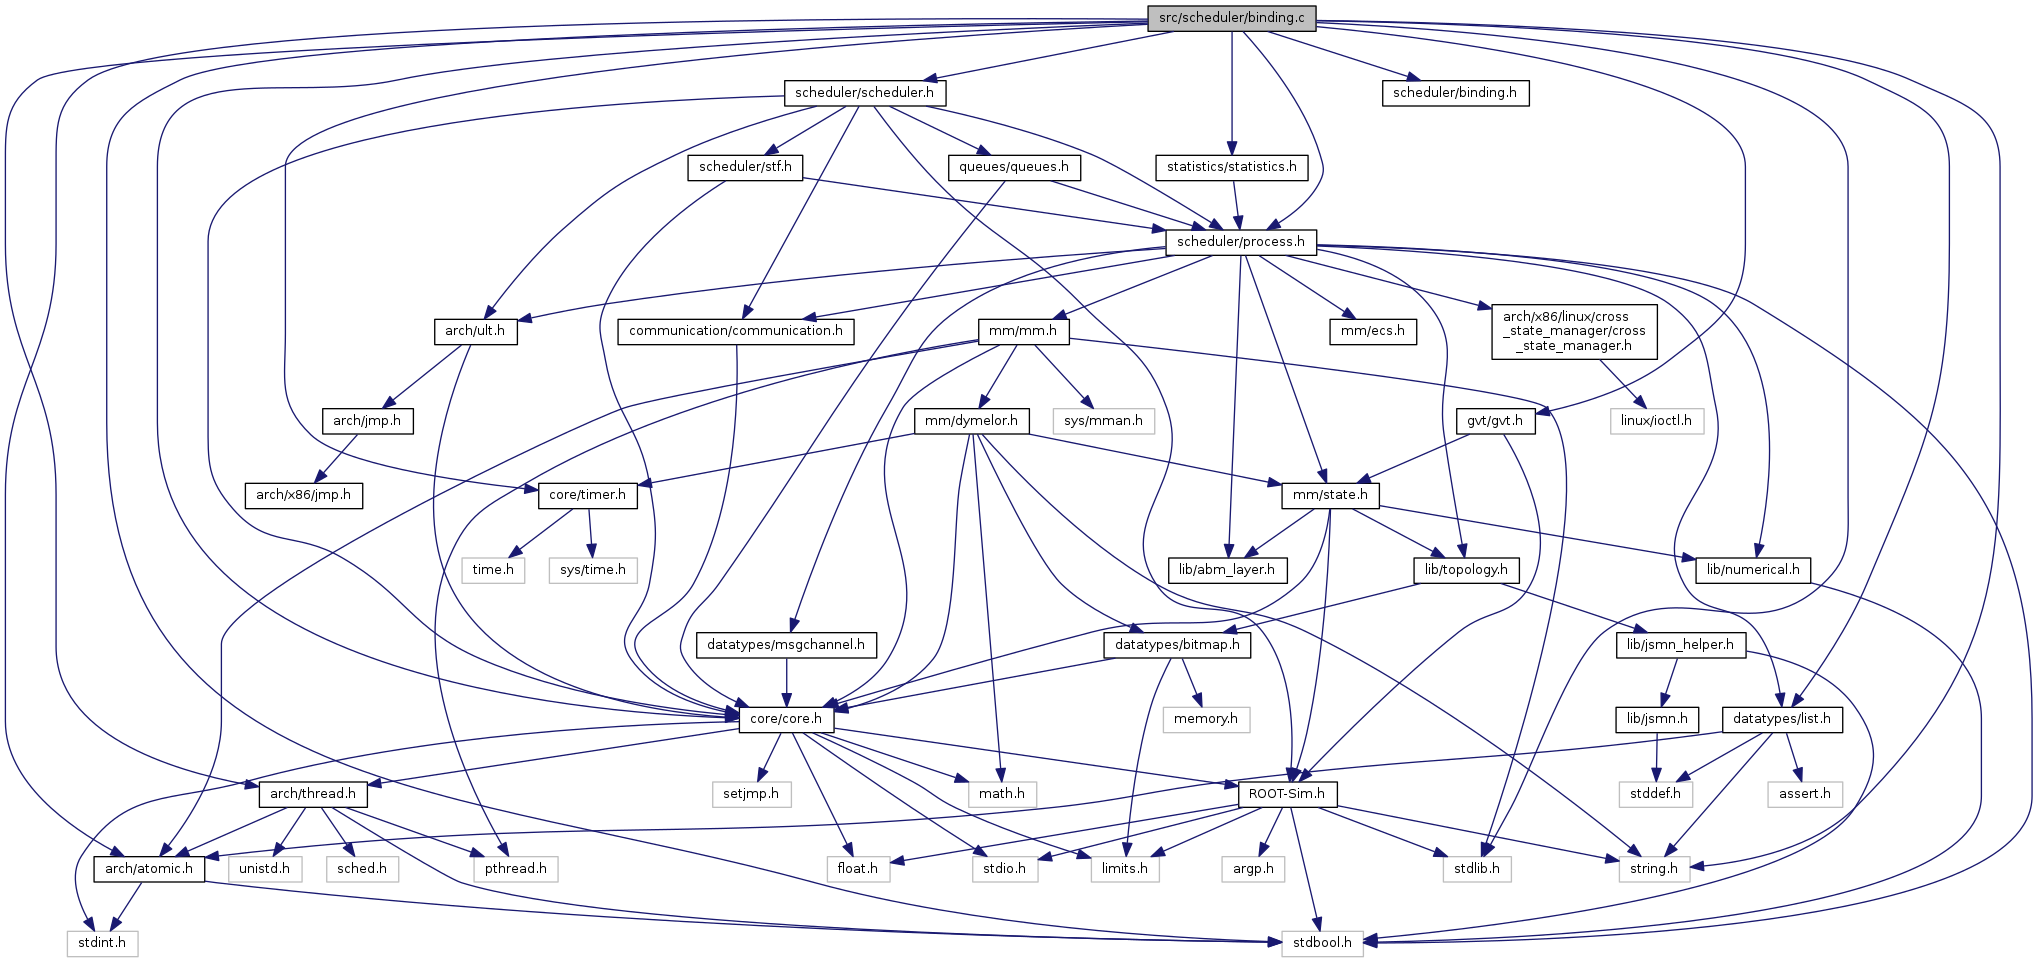 src/scheduler/binding.c
scheduler/scheduler.h
scheduler/binding.h
scheduler/stf.h
queues/queues.h
statistics/statistics.h
scheduler/process.h
arch/ult.h
communication/communication.h
mm/mm.h
mm/ecs.h
arch/x86/linux/cross
_state_manager/cross
_state_manager.h
arch/jmp.h
mm/dymelor.h
sys/mman.h
gvt/gvt.h
linux/ioctl.h
arch/x86/jmp.h
core/timer.h
mm/state.h
time.h
sys/time.h
lib/abm_layer.h
lib/topology.h
lib/numerical.h
datatypes/msgchannel.h
datatypes/bitmap.h
lib/jsmn_helper.h
core/core.h
memory.h
lib/jsmn.h
datatypes/list.h
arch/thread.h
setjmp.h
math.h
ROOT-Sim.h
stddef.h
assert.h
arch/atomic.h
unistd.h
sched.h
pthread.h
float.h
stdio.h
limits.h
argp.h
stdlib.h
string.h
stdint.h
stdbool.h